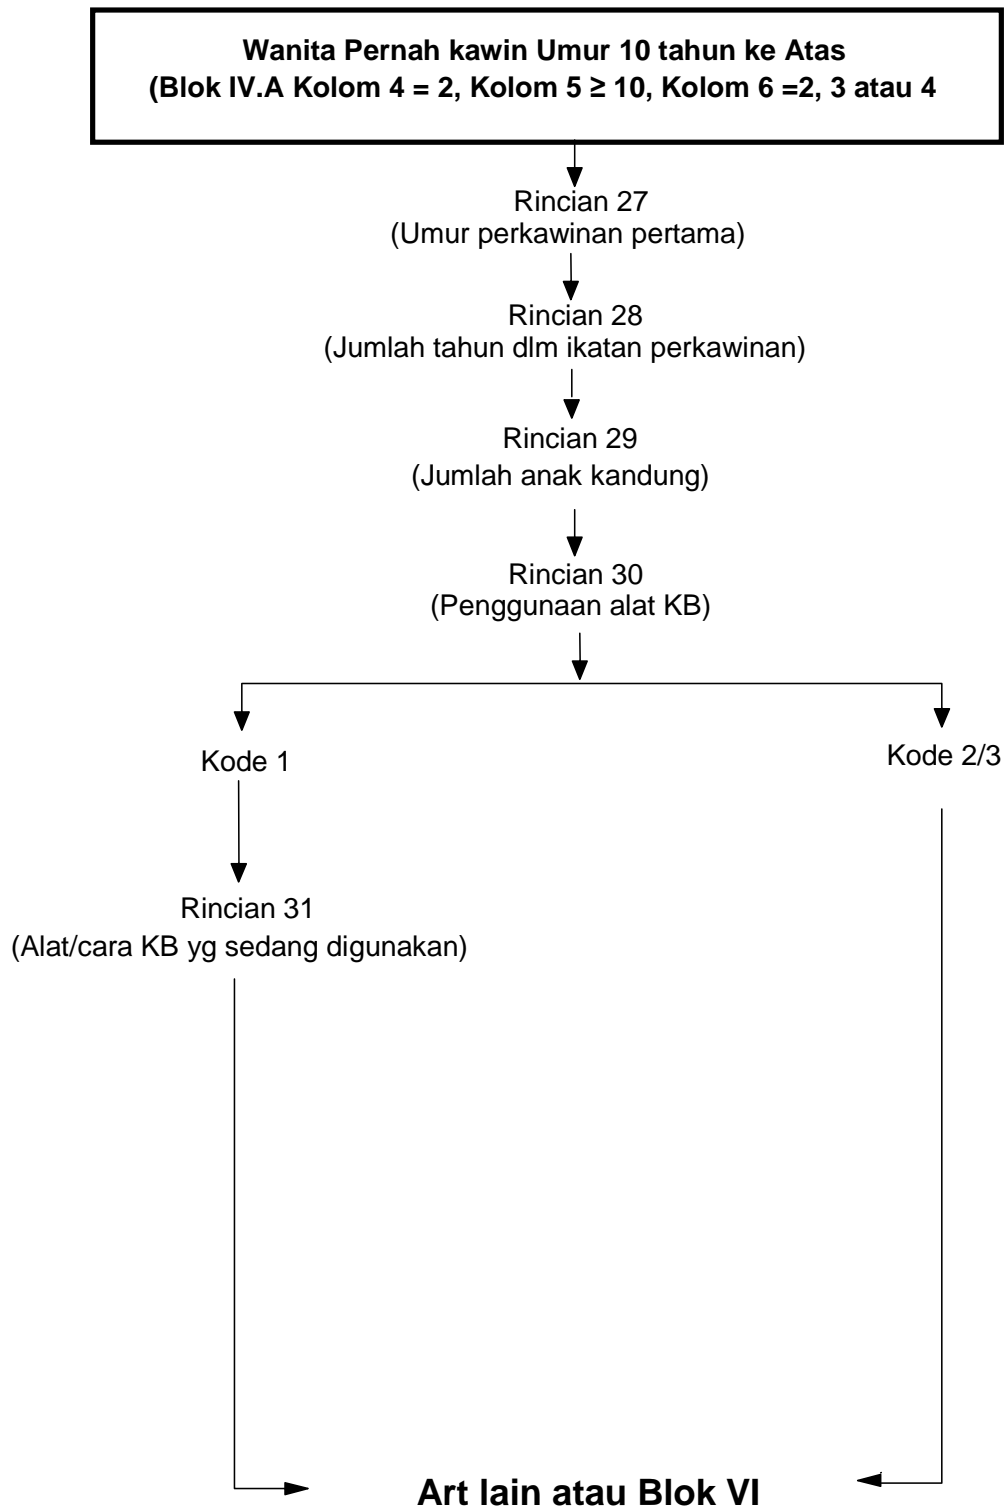 Wanita Pernah kawin Umur 10 tahun ke Atas
(Blok IV.A Kolom 4 = 2, Kolom 5 ≥ 10, Kolom 6 =2, 3 atau 4
Rincian 27
(Umur perkawinan pertama)
Rincian 28
(Jumlah tahun dlm ikatan perkawinan)
Rincian 29
(Jumlah anak kandung)
Rincian 30
(Penggunaan alat KB)
Kode 1
Kode 2/3
Rincian 31
(Alat/cara KB yg sedang digunakan)
Art lain atau Blok VI